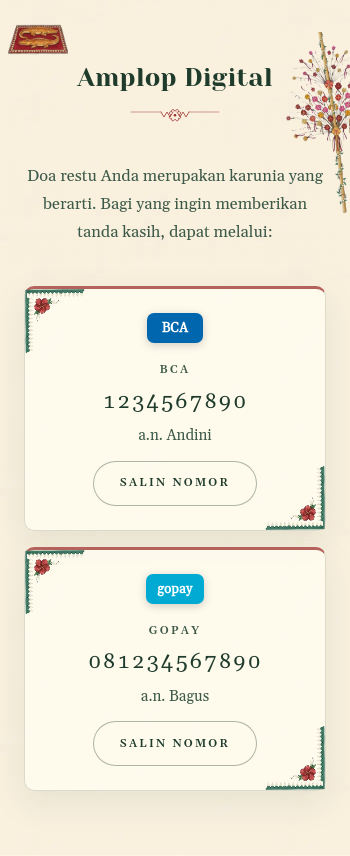 Amplop Digital
Doa restu Anda merupakan karunia yang
berarti. Bagi yang ingin memberikan
tanda kasih, dapat melalui:
BCA
BCA
1234567890
a.n. Andini
SALIN NOMOR
gopay
GOPAY
081234567890
a.n. Bagus
SALIN NOMOR